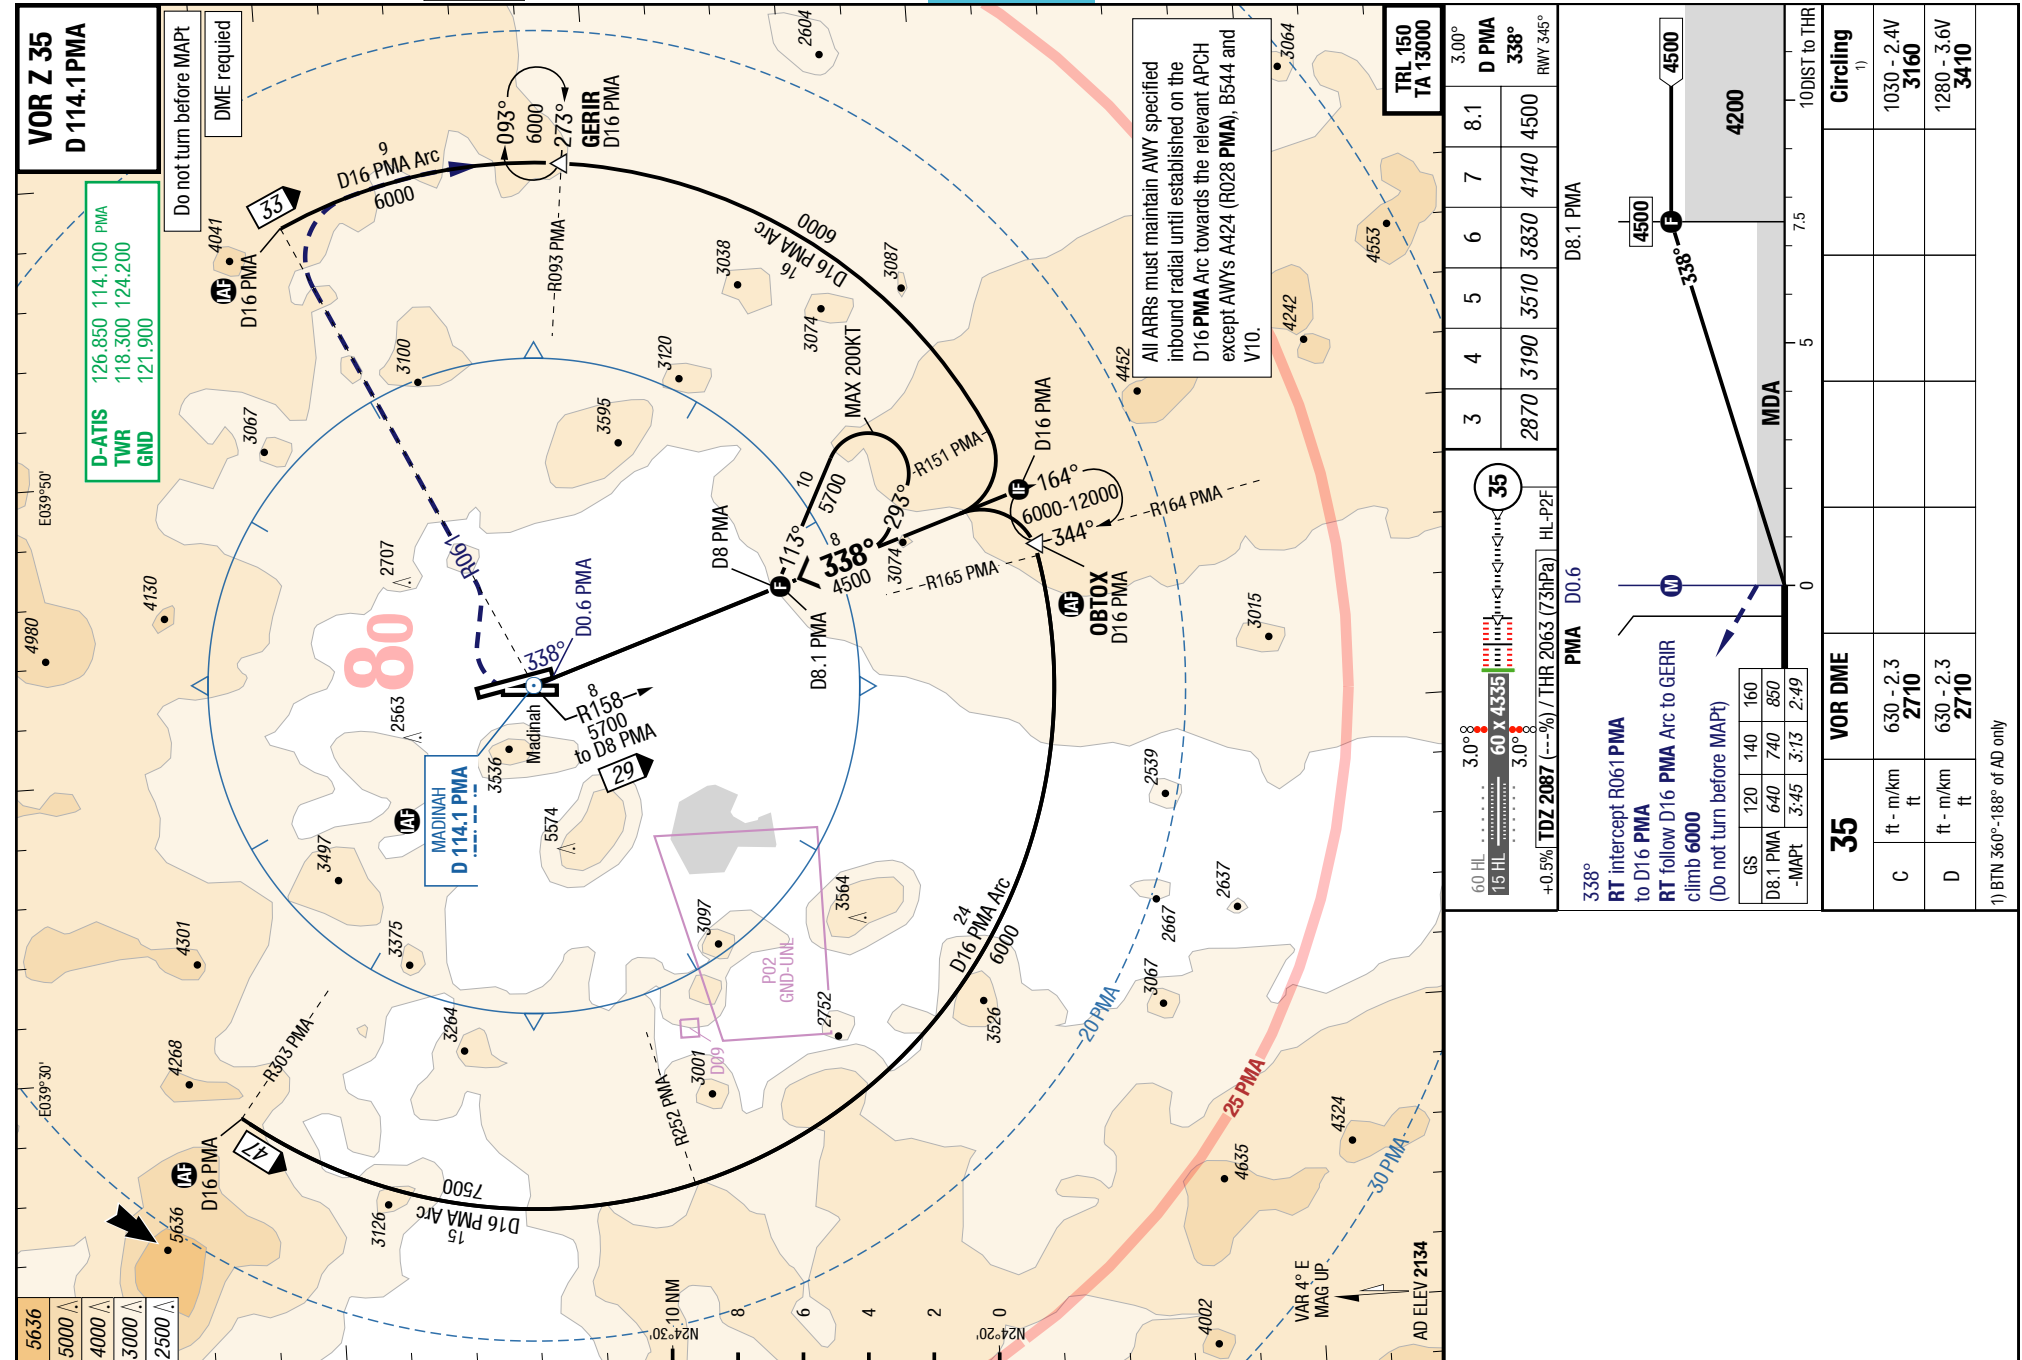 VOR Z 35
D 114.1 PMA
Do not turn before MAPt
DME requied
D-ATIS 126.850 114.100 PMA
TWR 118.300 124.200
GND 121.900
TRL 150
TA 13000
All ARRs must maintain AWY specified
inbound radial until established on the
D16 PMA Arc towards the relevant APCH
except AWYs A424 (R028 PMA), B544 and
V10.
5636
5000
4000
3000
2500
E039°50'
E039°30'
4980
4130
4301
4268
5636
4041
3067
2604
3064
IAF
D16 PMA
33
9
D16 PMA Arc
6000
093°
6000
273°
GERIR
D16 PMA
R093 PMA
3100
3120
3595
3038
3074
3087
16
D16 PMA Arc
6000
4553
4242
4452
MAX 200KT
10
5700
113°
293°
R151 PMA
D16 PMA
IF
164°
6000-12000
344°
R164 PMA
R165 PMA
8
338°
4500
3074
D8 PMA
F
D8.1 PMA
IAF
OBTOX
D16 PMA
3015
2707
80
2563
R061
338°
D0.6 PMA
Madinah
R158
8
5700
to D8 PMA
29
3536
IAF
MADINAH
D 114.1 PMA
5574
3497
3375
3264
3564
3097
P02
GND-UNL
2752
D09
3001
R252 PMA
R303 PMA
IAF
D16 PMA
47
3126
7500
D16 PMA Arc
15
24
D16 PMA Arc
6000
3526
2539
2667
2637
3067
20 PMA
25 PMA
30 PMA
4635
4324
4002
N24°30'
N24°20'
10 NM
8
6
4
2
0
VAR 4° E
MAG UP
AD ELEV 2134
3 4 5 6 7 8.1 3.00° D PMA
2870 3190 3510 3830 4140 4500 338° RWY 345°
60 HL
15 HL
3.0°
60 x 4335
3.0°
35
+0.5% TDZ 2087 (---%) / THR 2063 (73hPa) HL-P2F
338°
RT intercept R061 PMA
to D16 PMA
RT follow D16 PMA Arc to GERIR
climb 6000
(Do not turn before MAPt)
PMA D0.6
D8.1 PMA
M
4500
F
4500
338°
4200
MDA
0 5 7.5 10 DIST to THR
GS 120 140 160
D8.1 PMA 640 740 850
-MAPt 3:45 3:13 2:49
35 VOR DME Circling 1)
C ft - m/km 630 - 2.3 1030 - 2.4V
ft 2710 3160
D ft - m/km 630 - 2.3 1280 - 3.6V
ft 2710 3410
1) BTN 360°-188° of AD only